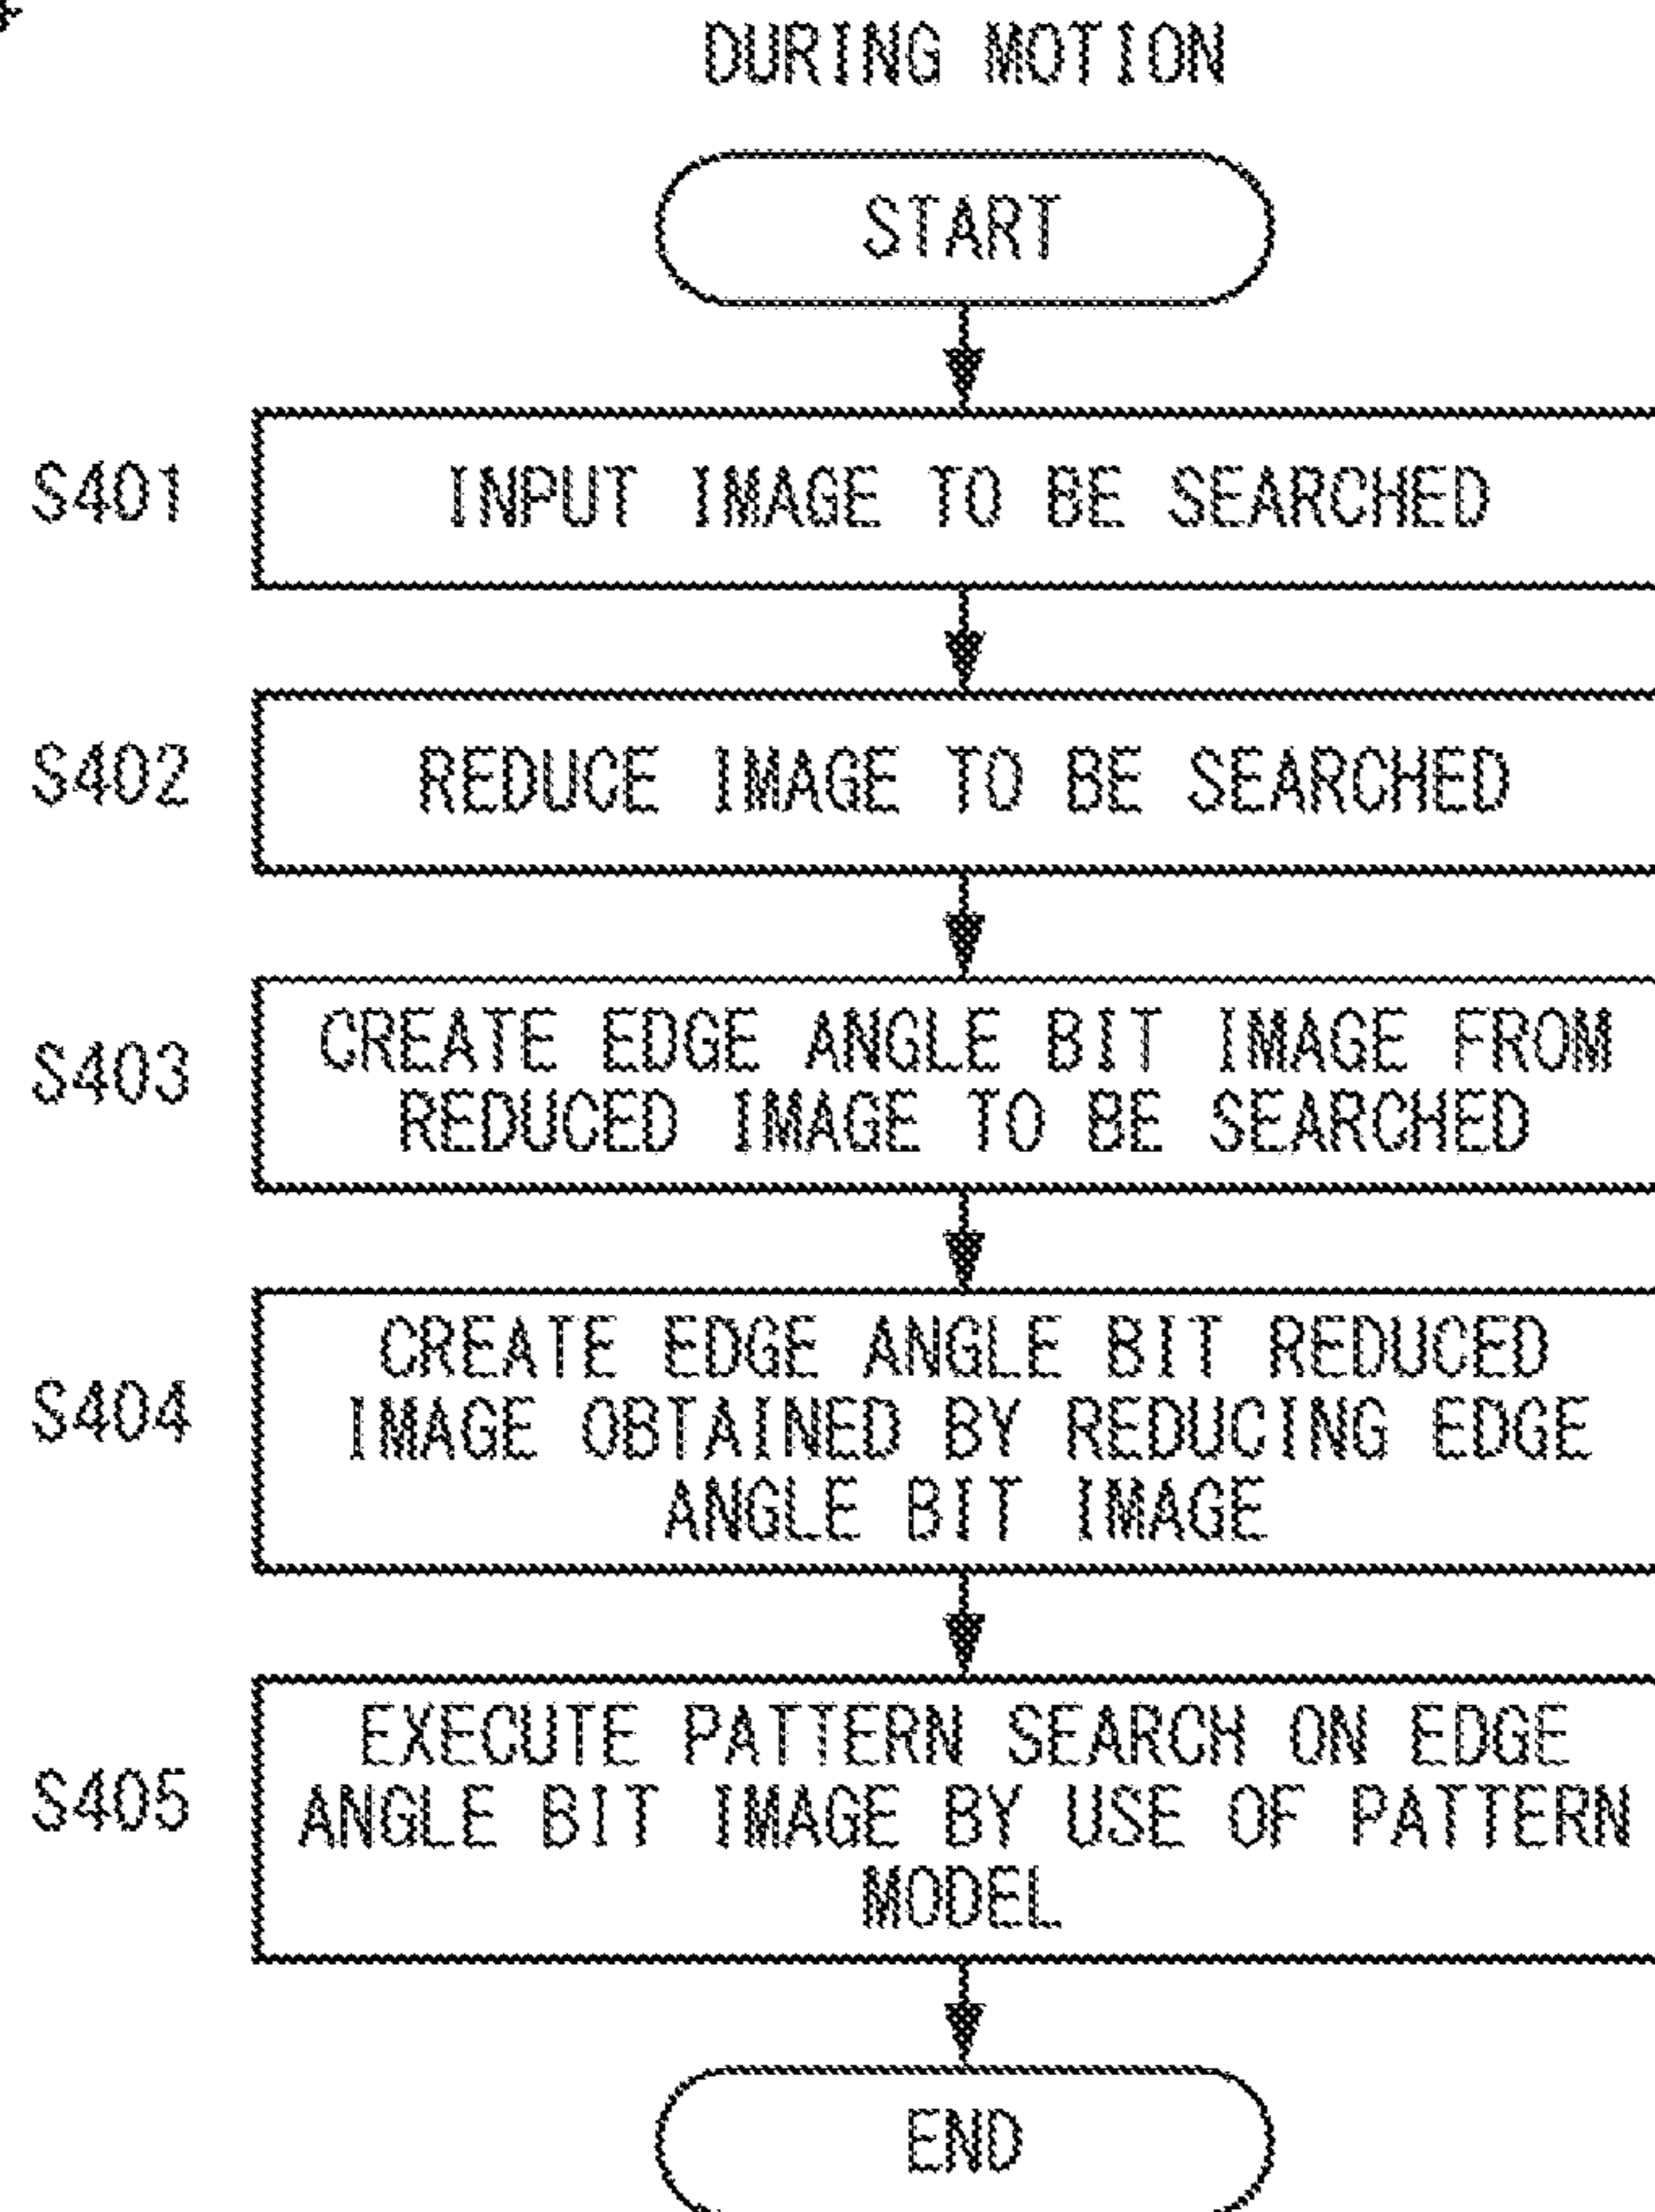 DURING MOTION
START
S401
INPUT IMAGE TO BE SEARCHED
S402
REDUCE IMAGE TO BE SEARCHED
S403
CREATE EDGE ANGLE BIT IMAGE FROM
REDUCED IMAGE TO BE SEARCHED
S404
CREATE EDGE ANGLE BIT REDUCED
IMAGE OBTAINED BY REDUCING EDGE
ANGLE BIT IMAGE
S405
EXECUTE PATTERN SEARCH ON EDGE
ANGLE BIT IMAGE BY USE OF PATTERN
MODEL
END